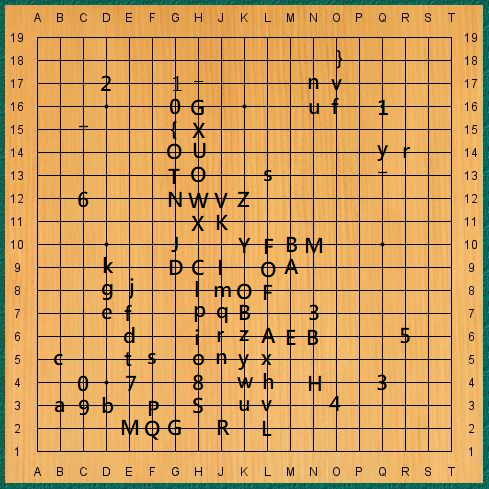 A B C D E F G H J K L M N O P Q R S T
19 19
18 } 18
17 2 1 _ n v 17
16 0 G u f 1 16
15 _ { X 15
14 O U y r 14
13 T O s _ 13
12 6 N W V Z 12
11 X K 11
10 J Y F B M 10
9 k D C I O A 9
8 g j l m O F 8
7 e f p q B 3 7
6 d i r z A E B 5 6
5 c t s o n y x 5
4 0 7 8 w h H 3 4
3 a 9 b p S u v 4 3
2 M Q G R L 2
1 1
A B C D E F G H J K L M N O P Q R S T